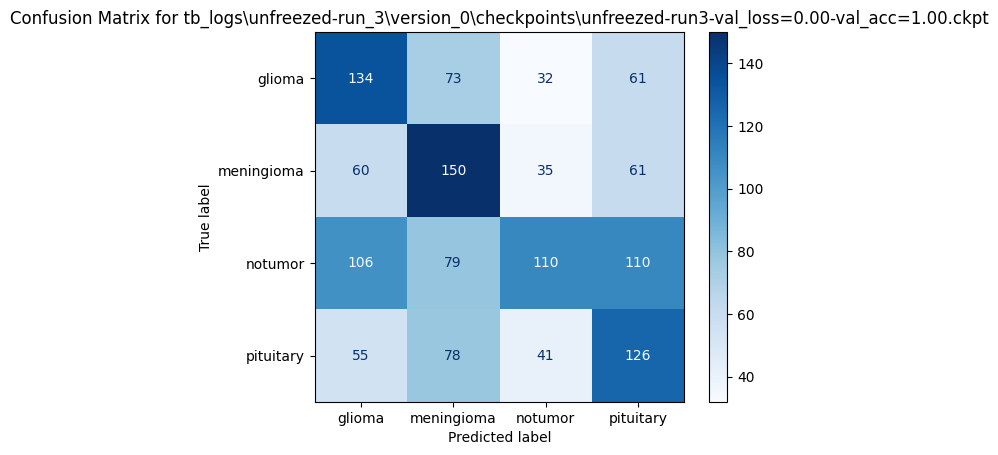 Confusion Matrix for tb_logs\unfreezed-run_3\version_0\checkpoints\unfreezed-run3-val_loss=0.00-val_acc=1.00.ckpt
glioma 134 73 32 61
meningioma 60 150 35 61
notumor 106 79 110 110
pituitary 55 78 41 126
glioma meningioma notumor pituitary
Predicted label
True label
140
120
100
80
60
40